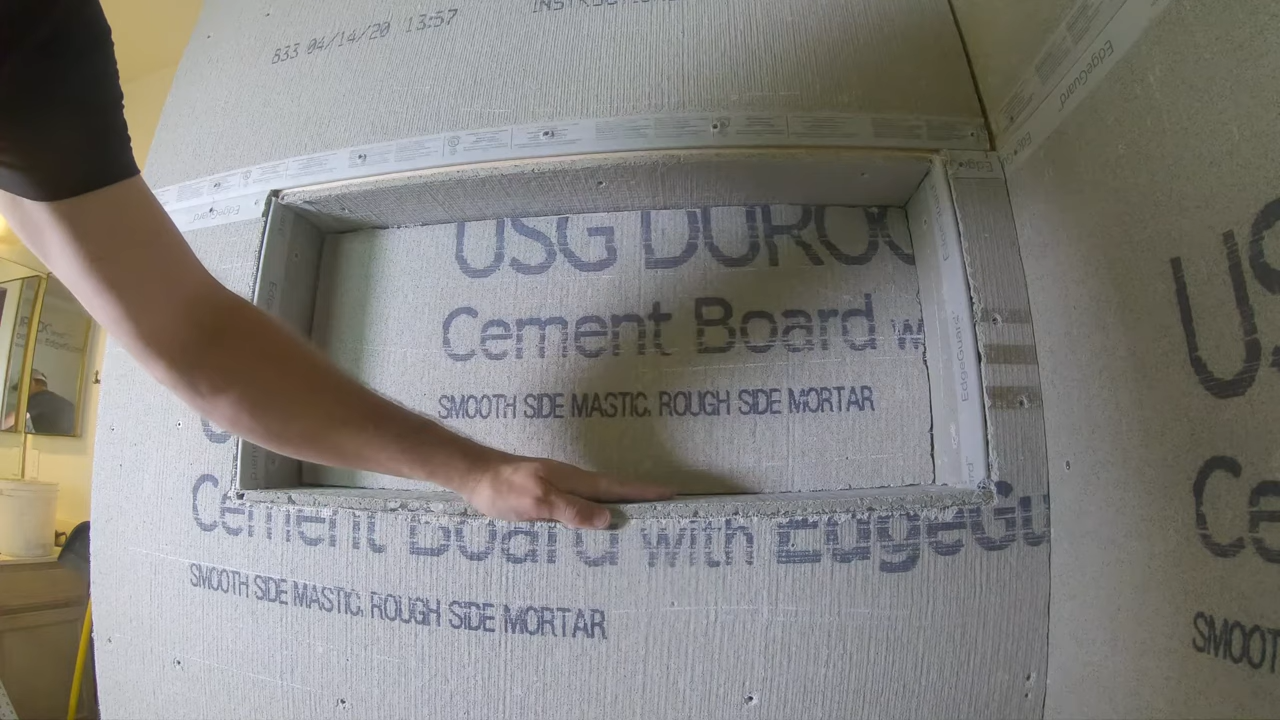 833 04/14/20 13:57
EdgeGuard
EdgeGuard
USG DUROC
Cement Board w
SMOOTH SIDE MASTIC. ROUGH SIDE MORTAR
EdgeGuard
Cement Board with EdgeGu
SMOOTH SIDE MASTIC. ROUGH SIDE MORTAR
US
Ce
SMOOT